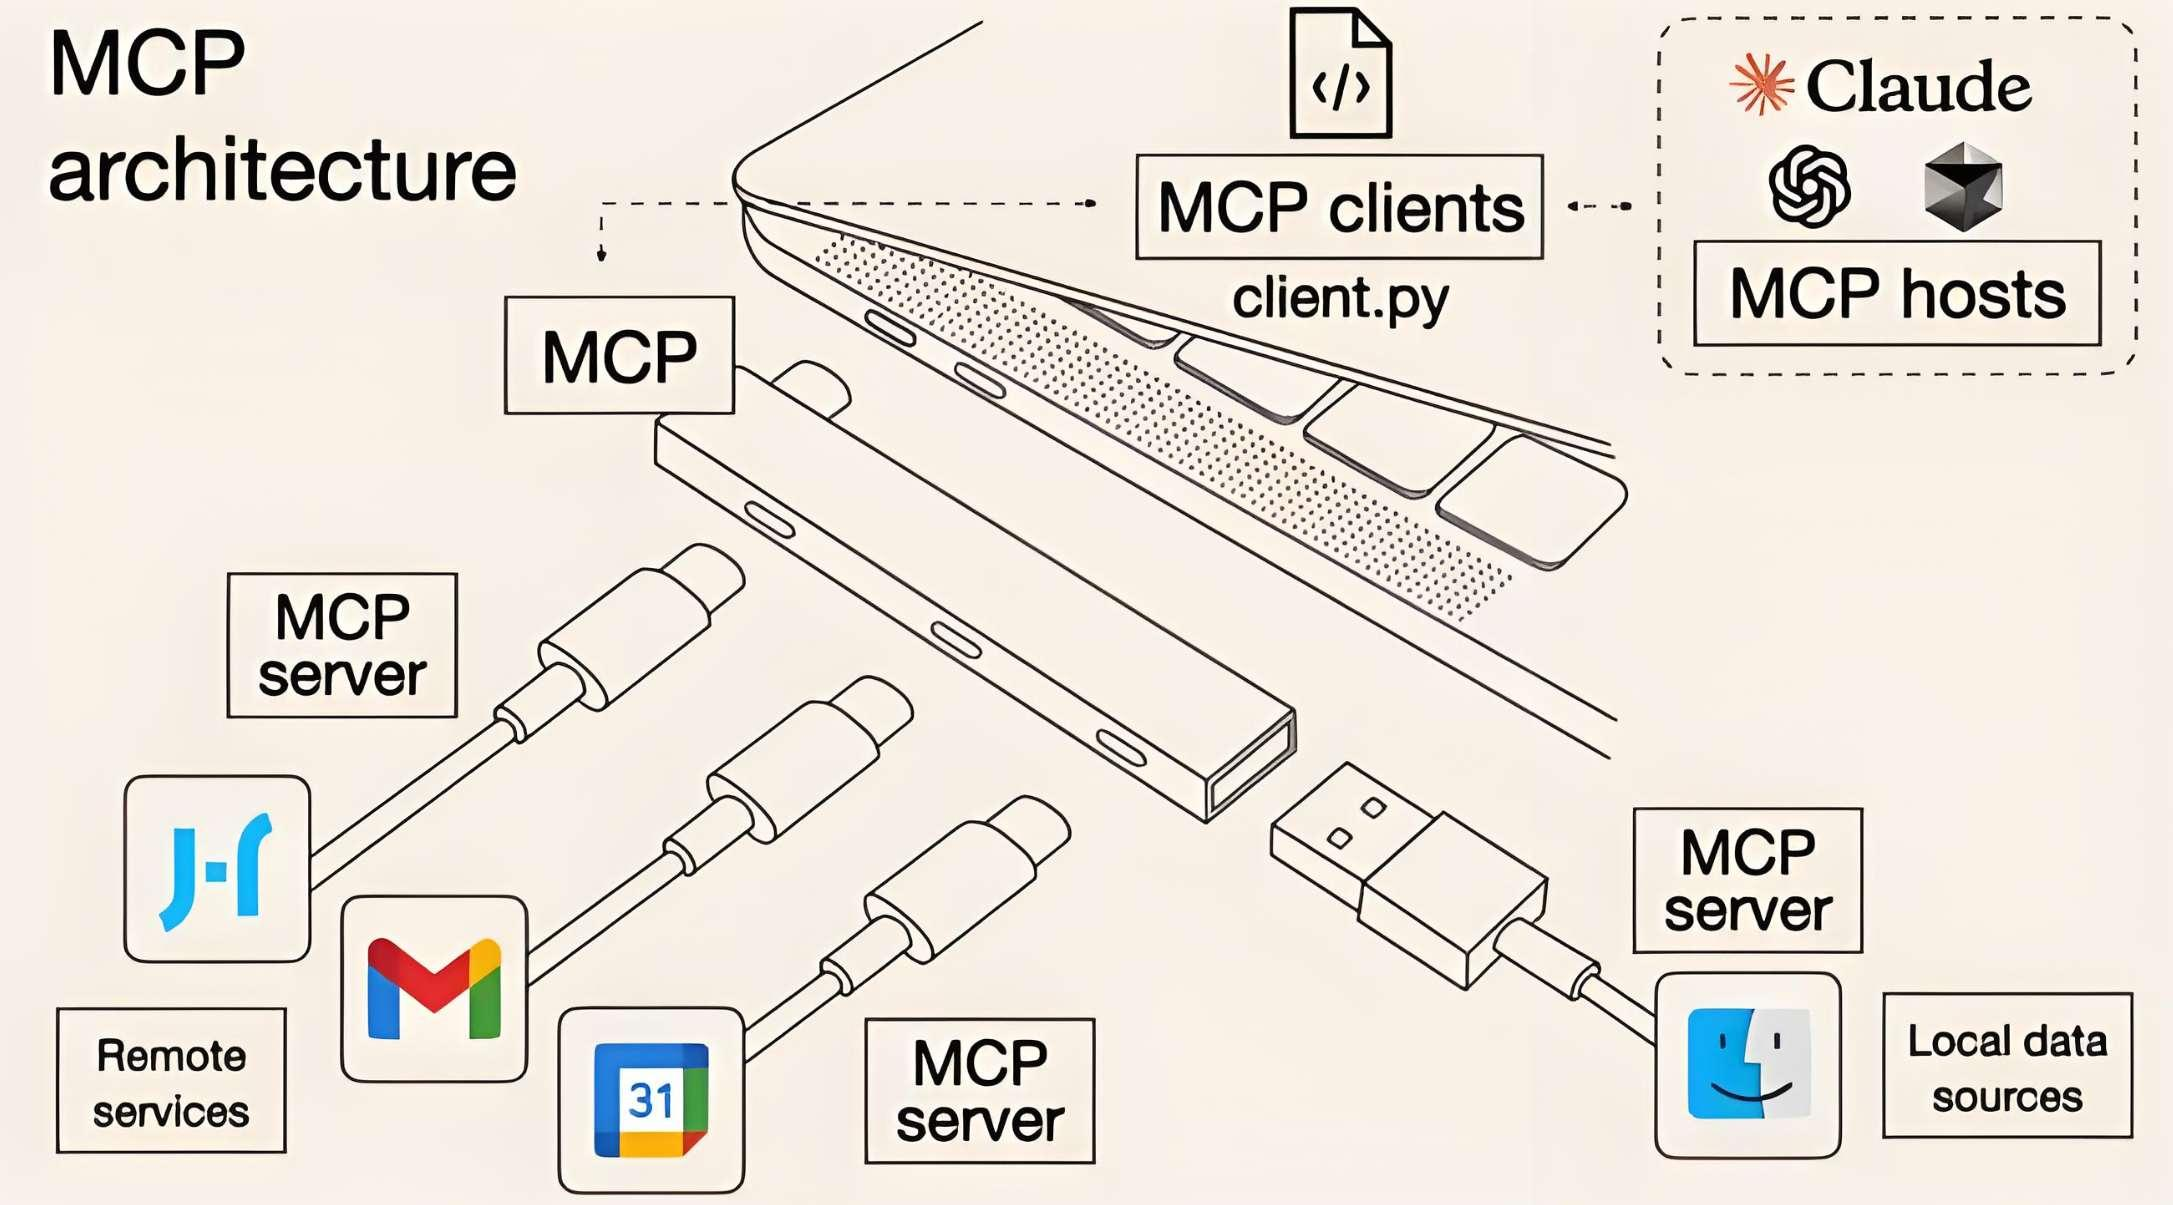 MCP
architecture
</>
MCP clients
client.py
Claude
MCP hosts
MCP
MCP
server
Remote
services
31
MCP
server
MCP
server
Local data
sources